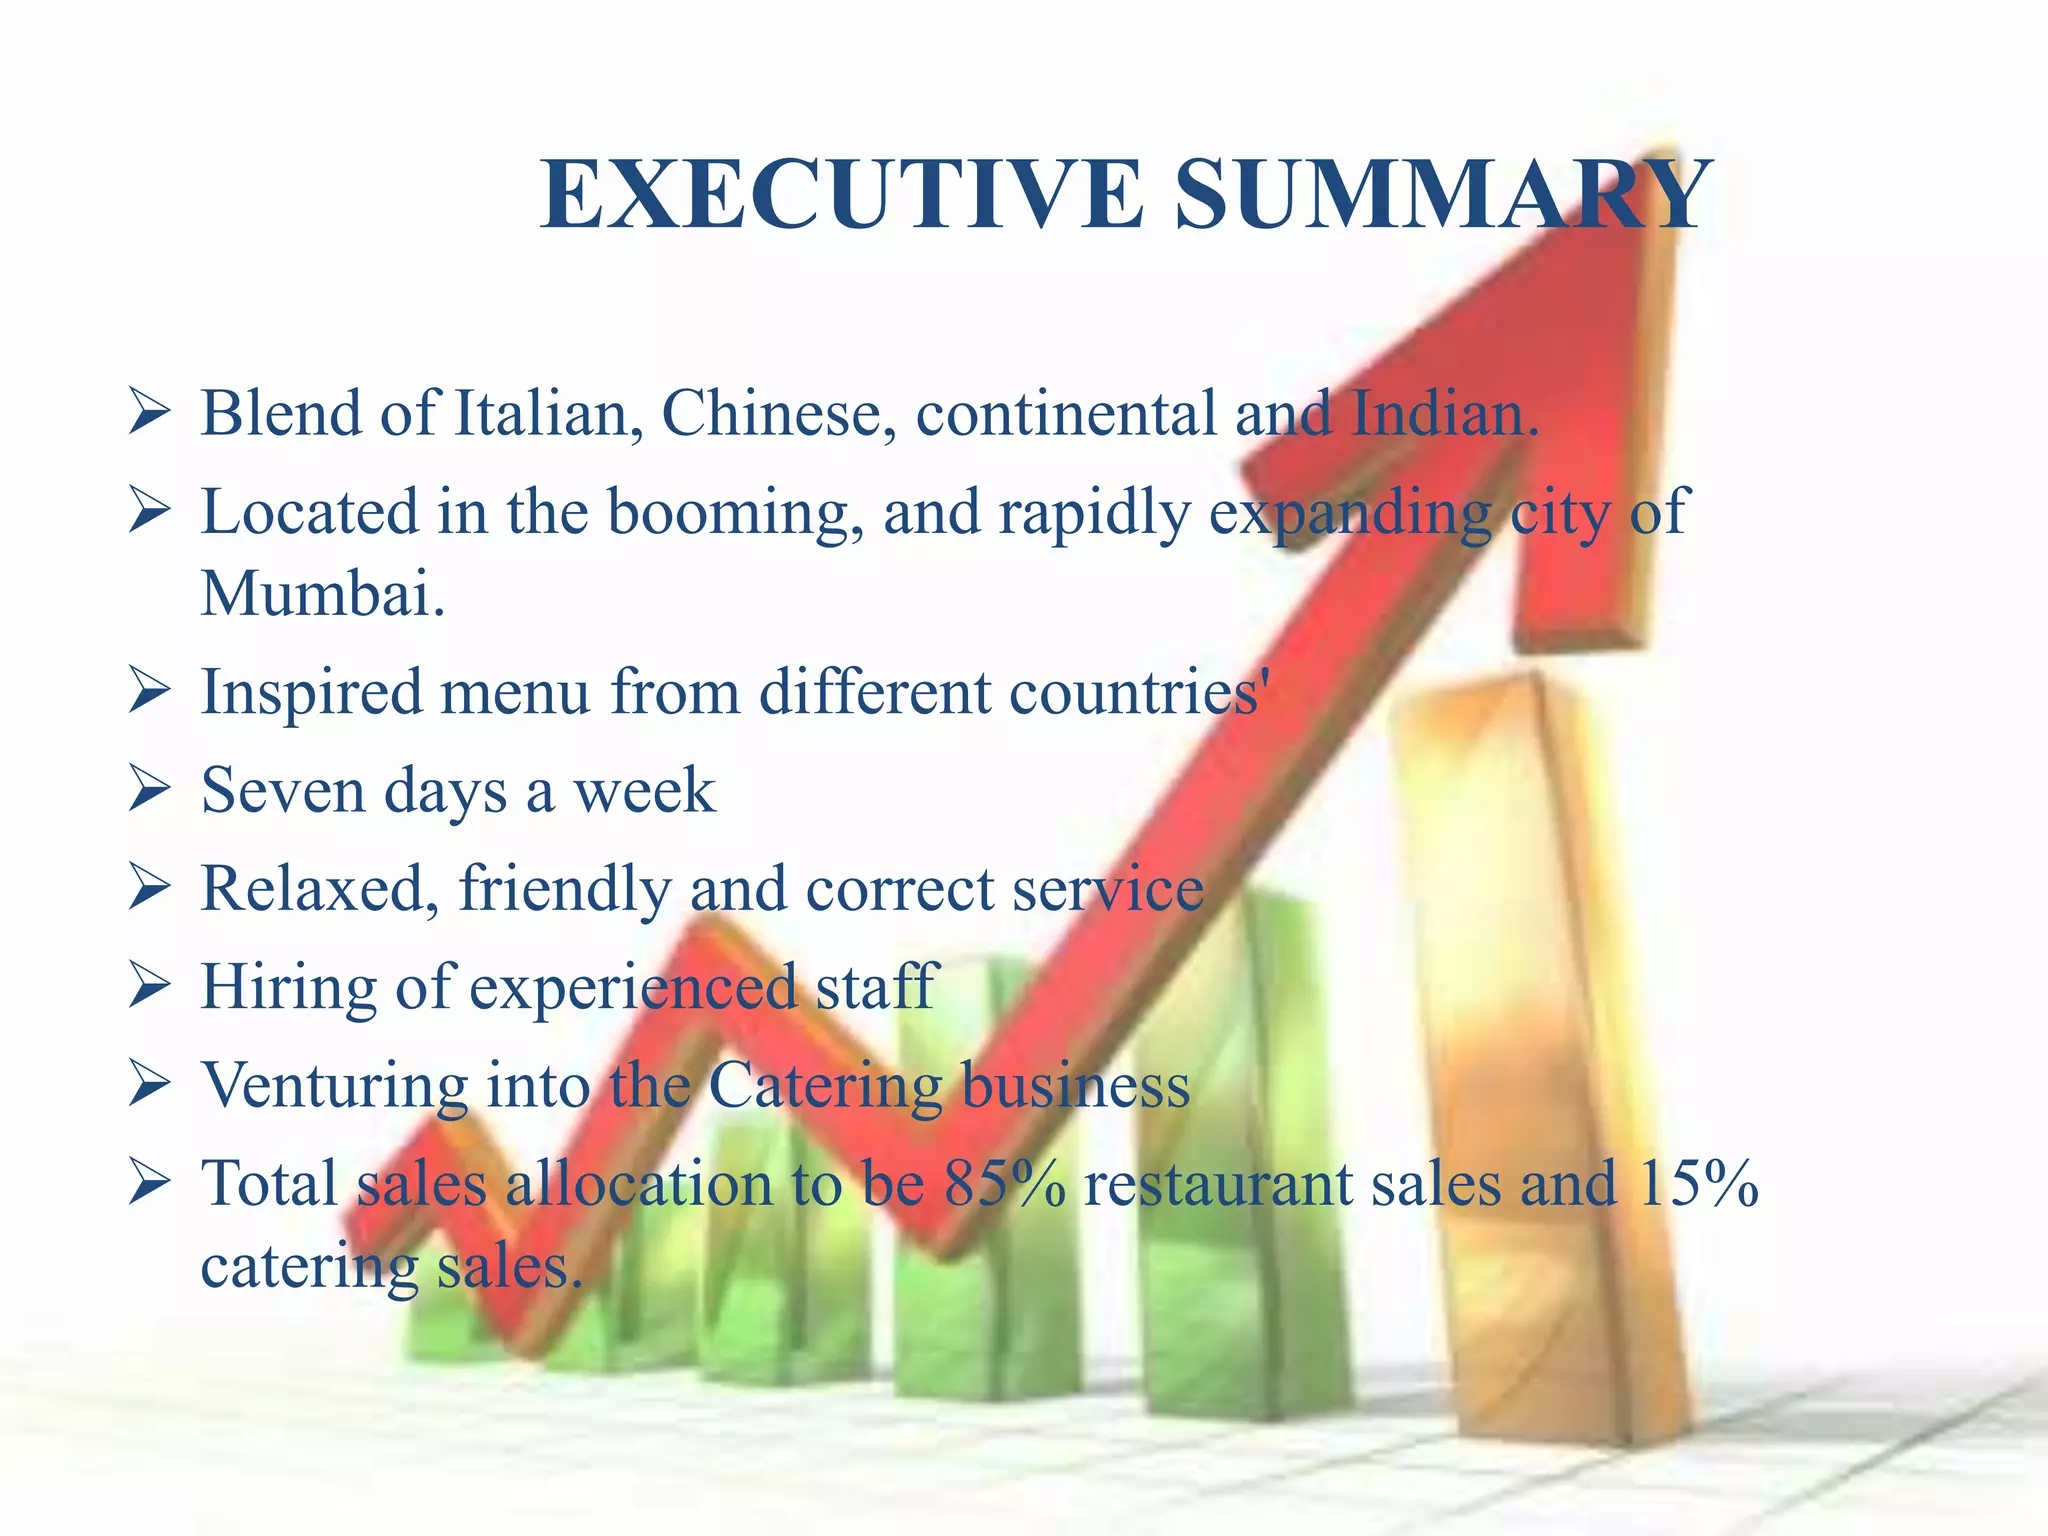 EXECUTIVE SUMMARY
➢ Blend of Italian, Chinese, continental and Indian.
➢ Located in the booming, and rapidly expanding city of
Mumbai.
➢ Inspired menu from different countries'
➢ Seven days a week
➢ Relaxed, friendly and correct service
➢ Hiring of experienced staff
➢ Venturing into the Catering business
➢ Total sales allocation to be 85% restaurant sales and 15%
catering sales.